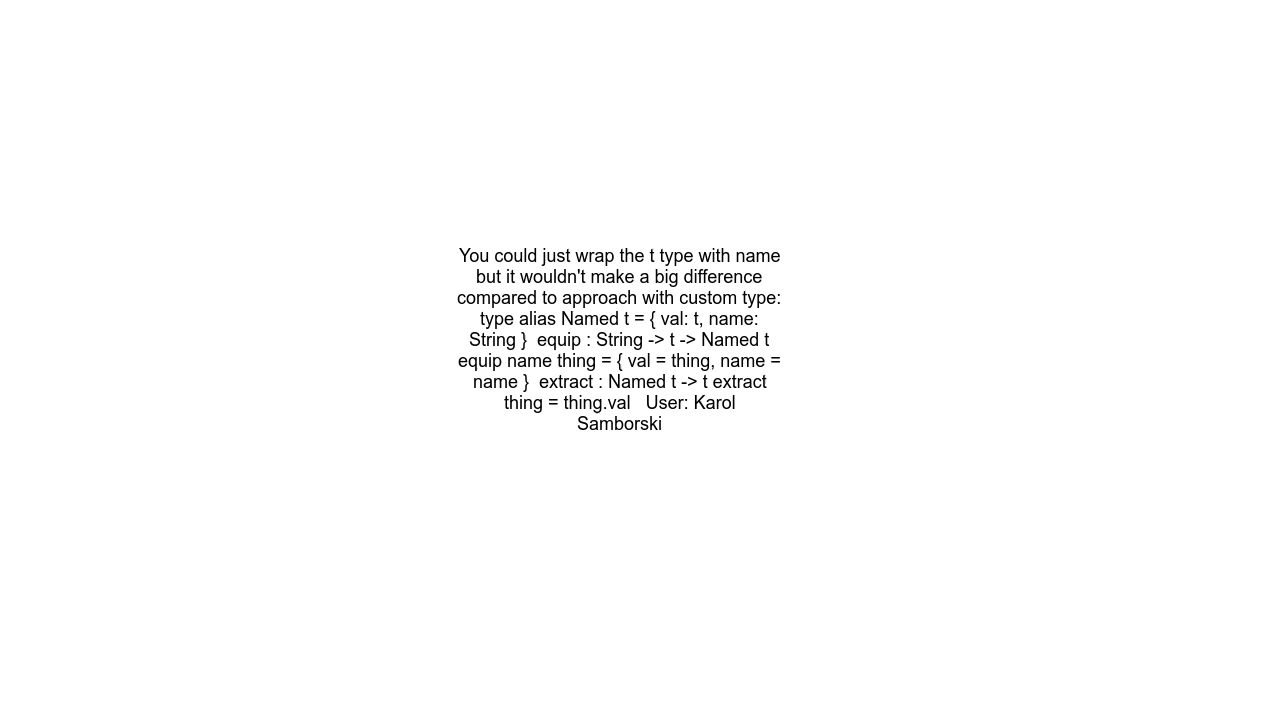 You could just wrap the t type with name
but it wouldn't make a big difference
compared to approach with custom type:
type alias Named t = { val: t, name:
String }  equip : String -> t -> Named t
equip name thing = { val = thing, name =
name }  extract : Named t -> t extract
thing = thing.val   User: Karol
Samborski